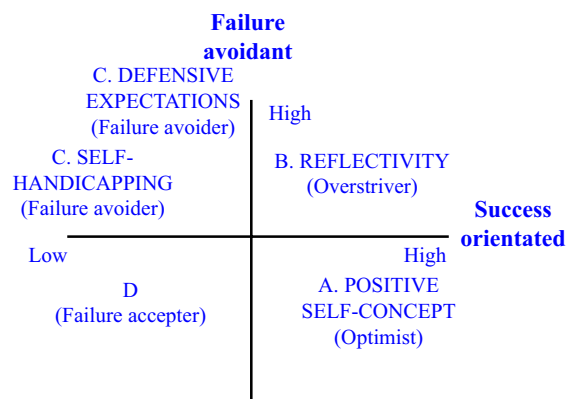 Failure
avoidant
C. DEFENSIVE
EXPECTATIONS
(Failure avoider)
High
C. SELF-
HANDICAPPING
(Failure avoider)
B. REFLECTIVITY
(Overstriver)
Success
orientated
Low
High
D
(Failure accepter)
A. POSITIVE
SELF-CONCEPT
(Optimist)